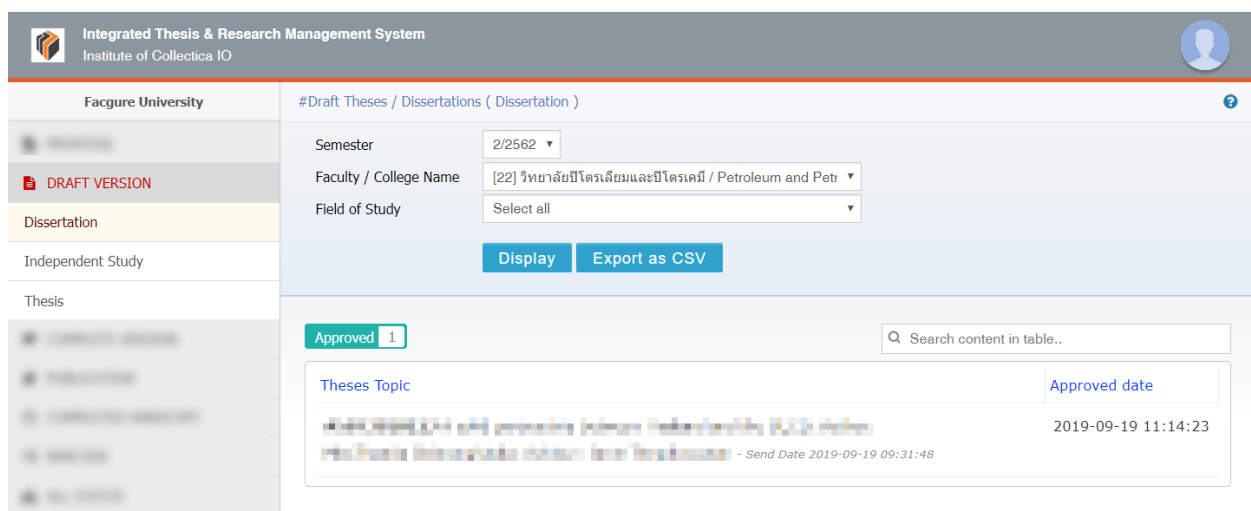 Integrated Thesis & Research Management System
Institute of Collectica IO
Facgure University
#Draft Theses / Dissertations ( Dissertation )
DRAFT VERSION
Dissertation
Independent Study
Thesis
Semester 2/2562
Faculty / College Name [22] วิทยาลัยปิโตรเลียมและปิโตรเคมี / Petroleum and Petr
Field of Study Select all
Display Export as CSV
Approved 1
Search content in table..
Theses Topic Approved date
2019-09-19 11:14:23
- Send Date 2019-09-19 09:31:48